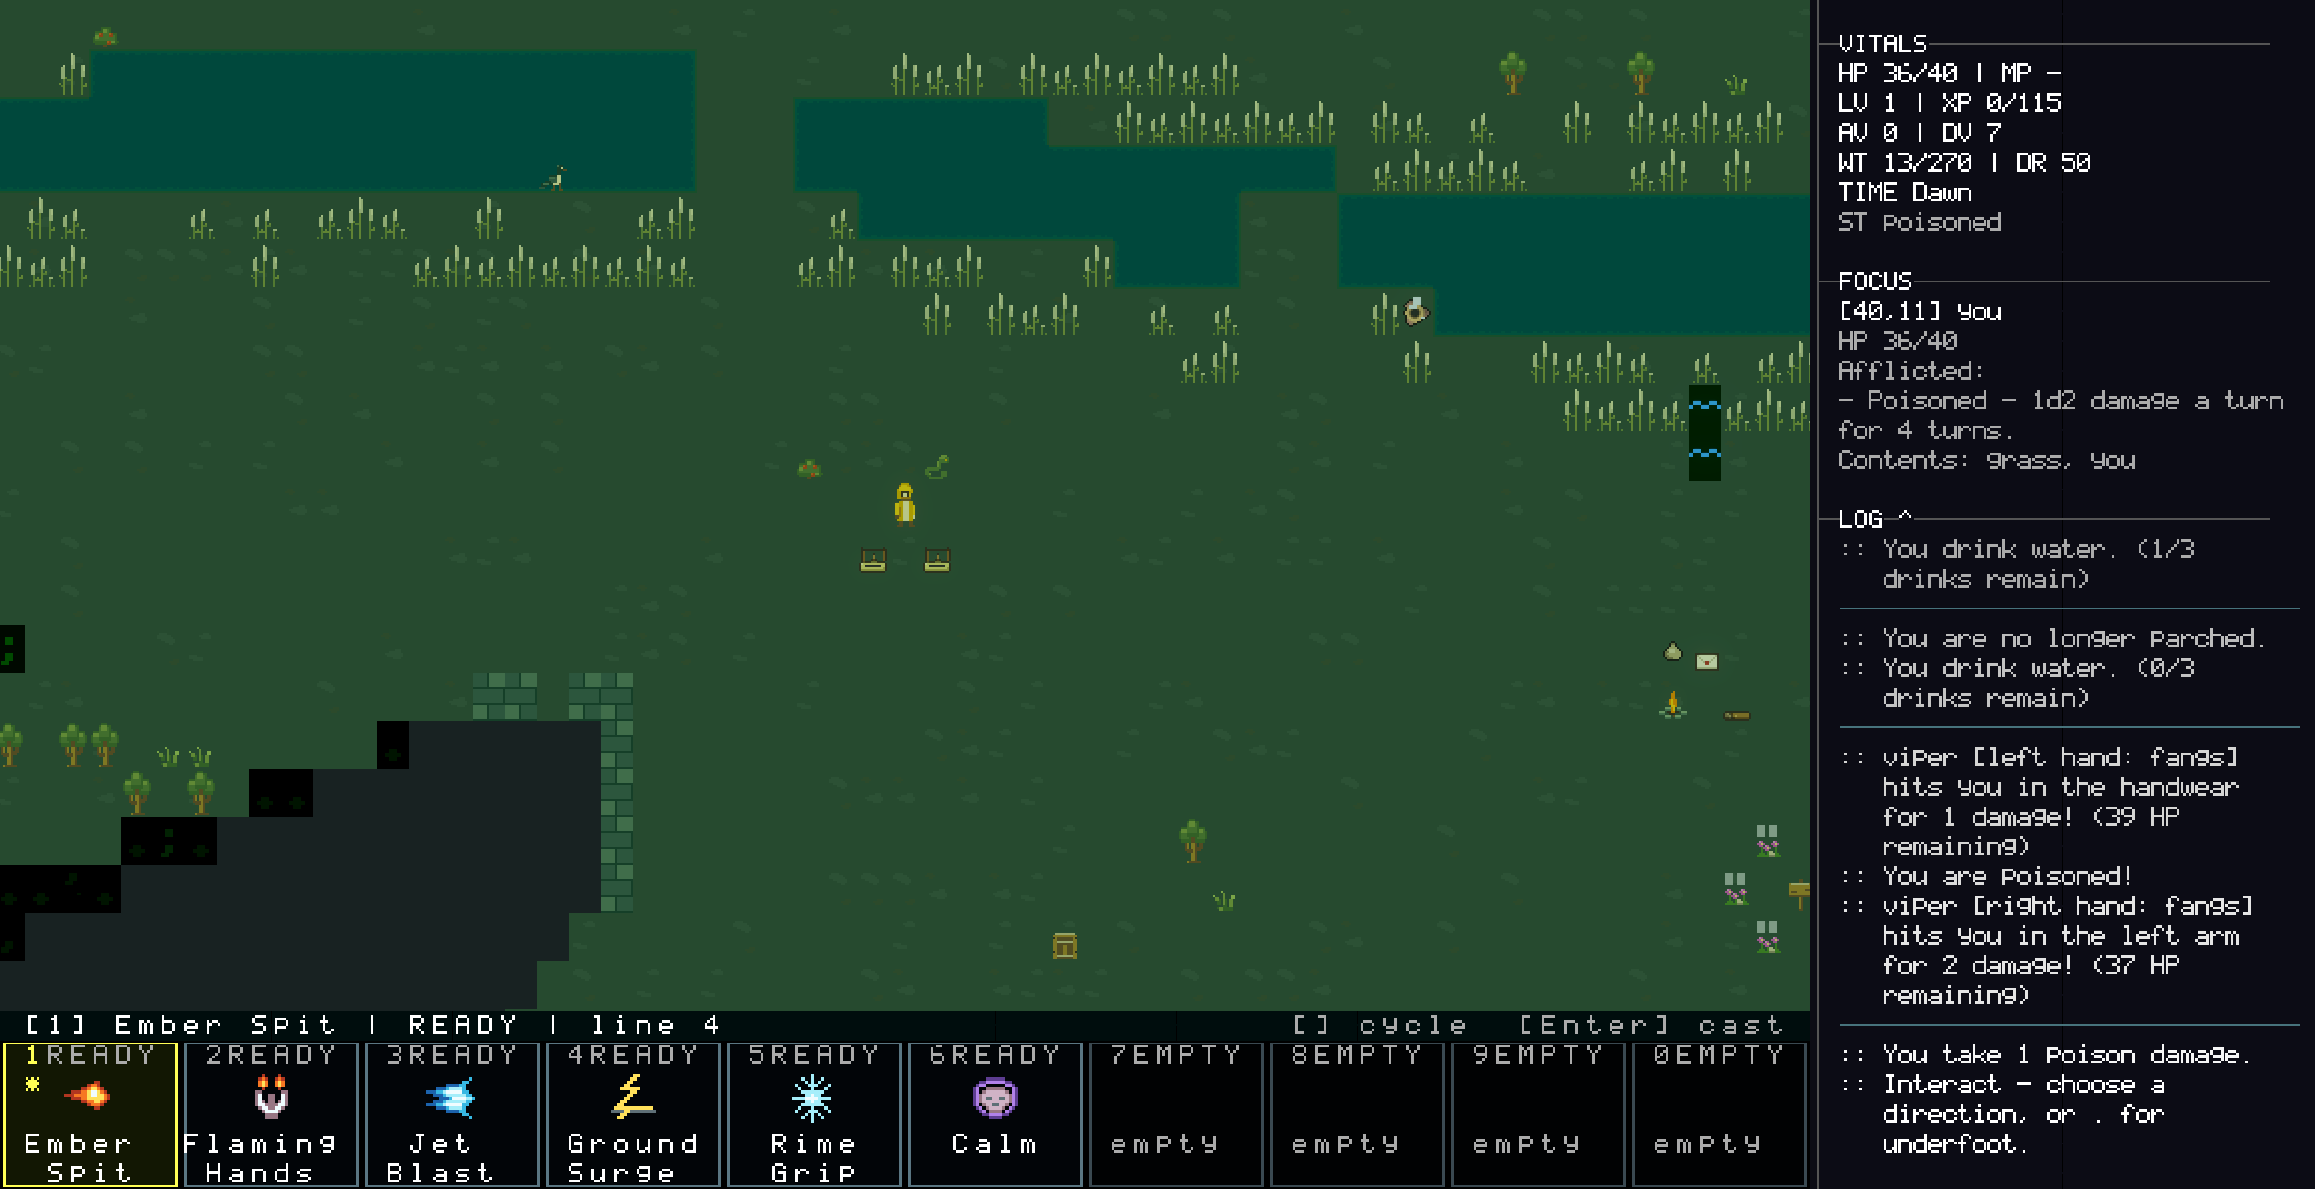 VITALS
HP 36/40 | MP -
LV 1 | XP 0/115
AV 0 | DV 7
WT 13/270 | DR 50
TIME Dawn
ST Poisoned
FOCUS
[40,11] you
HP 36/40
Afflicted:
- Poisoned - 1d2 damage a turn
for 4 turns.
Contents: grass, you
LOG ^
:: You drink water. (1/3
drinks remain)
:: You are no longer parched.
:: You drink water. (0/3
drinks remain)
:: viper [left hand: fangs]
hits you in the handwear
for 1 damage! (39 HP
remaining)
:: You are poisoned!
:: viper [right hand: fangs]
hits you in the left arm
for 2 damage! (37 HP
remaining)
:: You take 1 poison damage.
:: Interact - choose a
direction, or . for
underfoot.
[1] Ember Spit | READY | line 4
[] cycle [Enter] cast
1READY 2READY 3READY 4READY 5READY 6READY 7EMPTY 8EMPTY 9EMPTY 0EMPTY
Ember Flaming Jet Ground Rime Calm empty empty empty empty
Spit Hands Blast Surge Grip